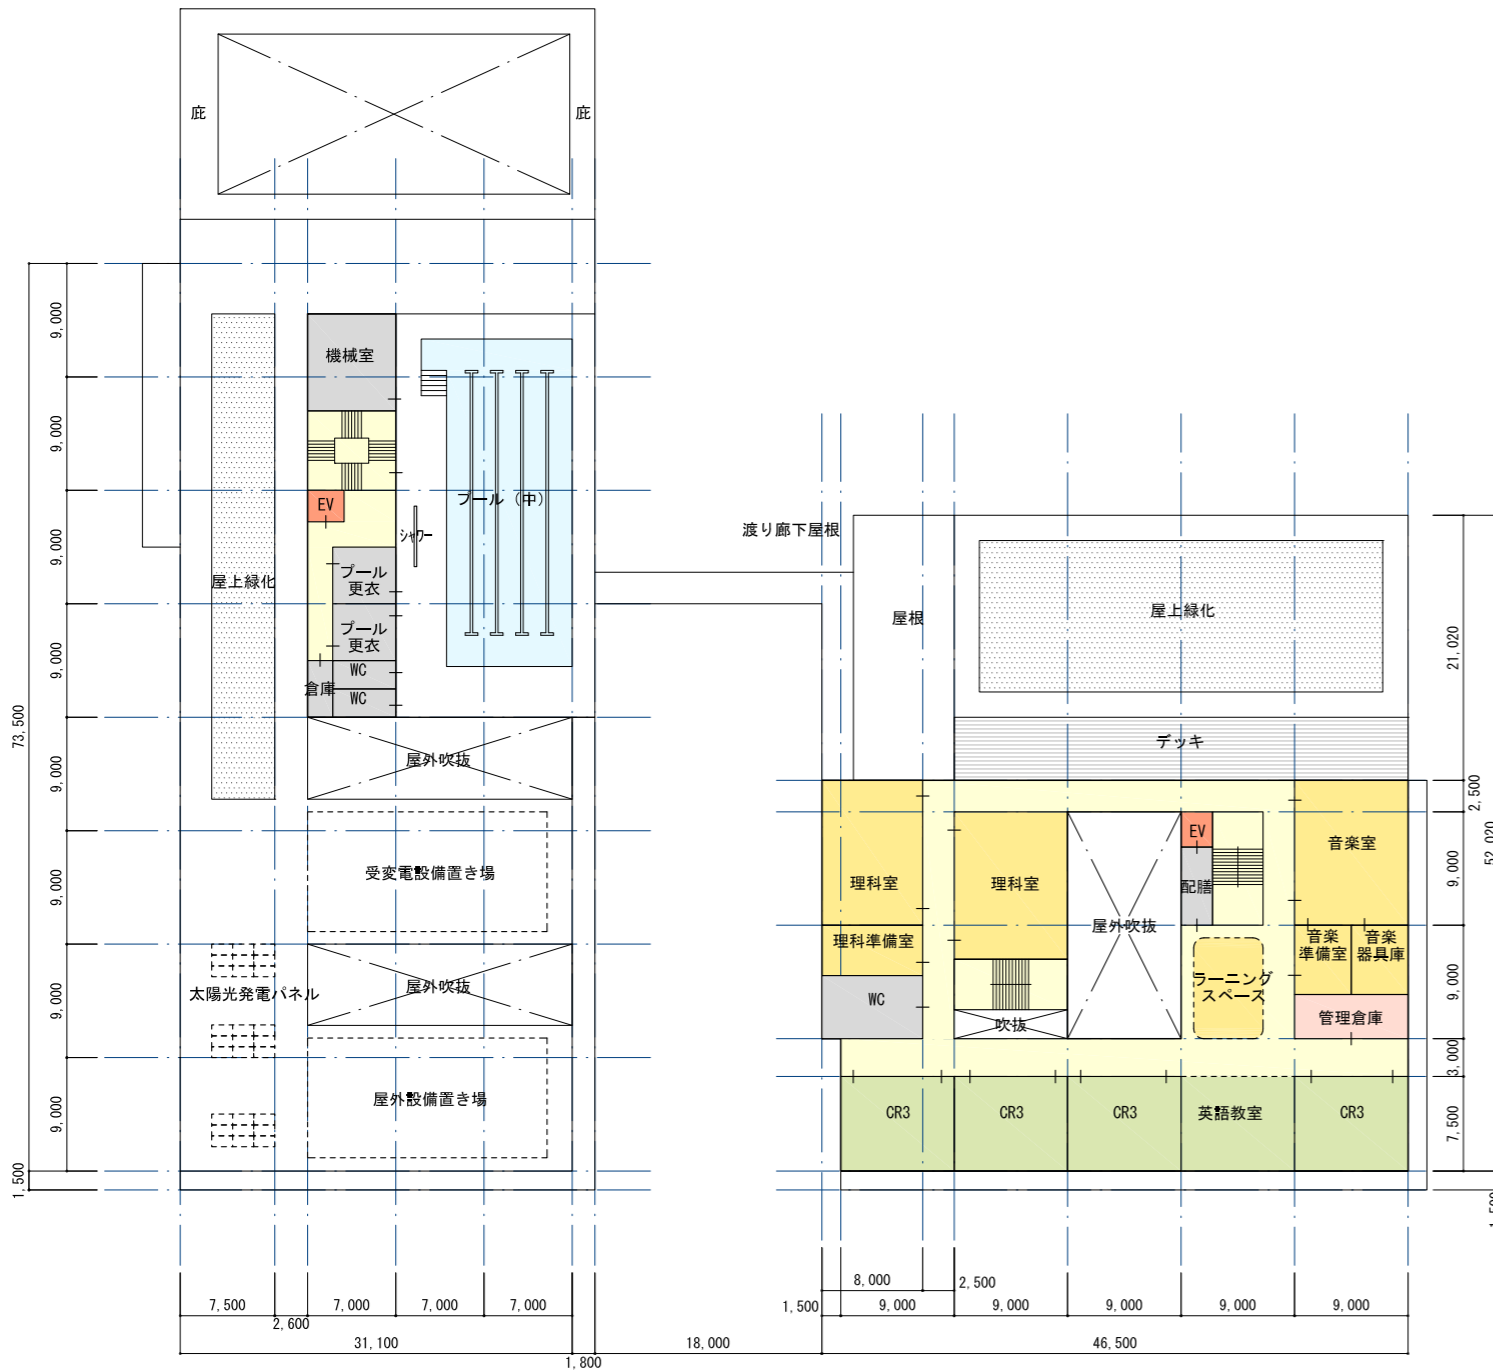 庇
庇
機械室
EV
シャワー
プール（中）
プール
更衣
プール
更衣
WC
倉庫
WC
屋上緑化
屋外吹抜
受変電設備置き場
屋外吹抜
太陽光発電パネル
屋外設備置き場
渡り廊下屋根
屋根
屋上緑化
デッキ
理科室
理科室
EV
配膳
音楽室
屋外吹抜
理科準備室
音楽
準備室
音楽
器具庫
ラーニング
スペース
WC
吹抜
管理倉庫
CR3
CR3
CR3
英語教室
CR3
9,000
9,000
9,000
9,000
9,000
9,000
9,000
9,000
73,500
1,500
21,020
2,500
52,020
9,000
9,000
3,000
7,500
1,500
7,500
2,600
7,000
7,000
7,000
31,100
1,800
18,000
1,500
8,000
2,500
9,000
9,000
9,000
9,000
9,000
46,500